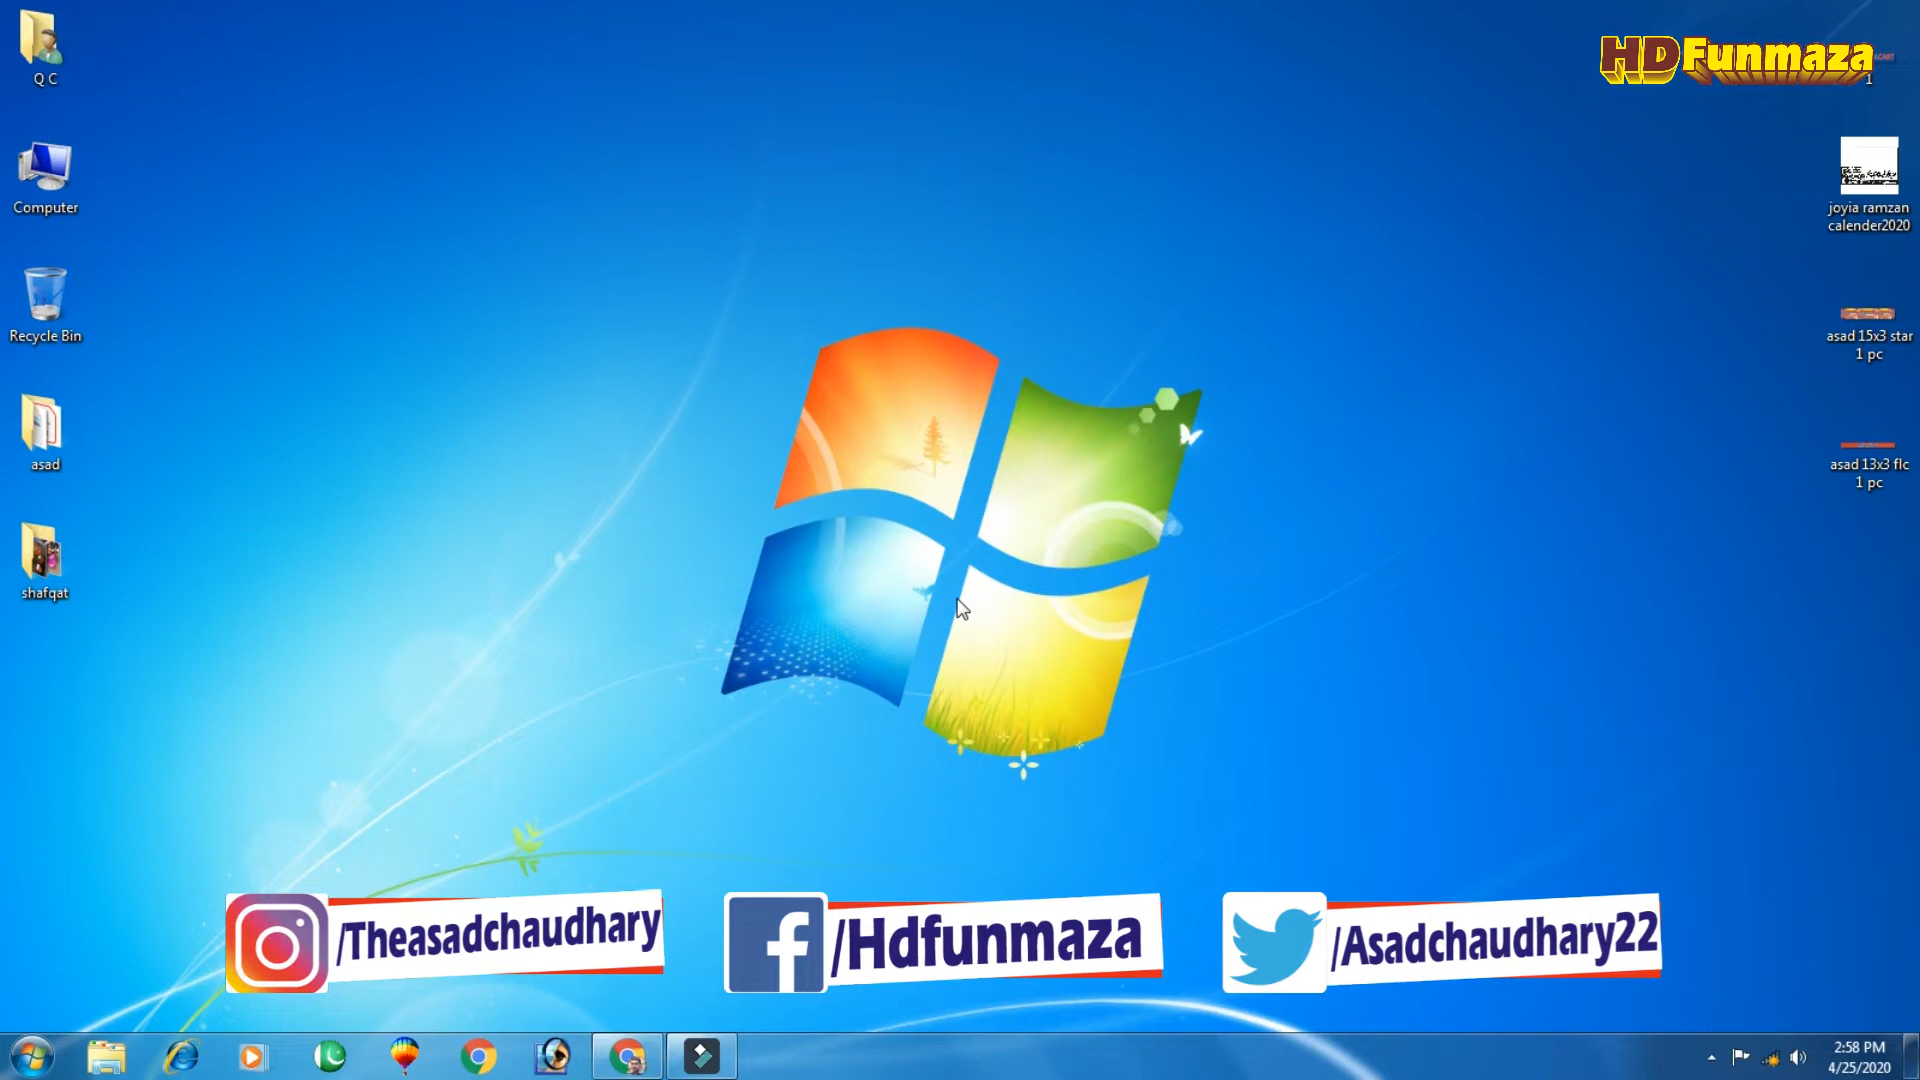 HD Funmaza
Q C
1
Computer
joyia ramzan
calender2020
Recycle Bin
asad 15x3 star
1 pc
asad
asad 13x3 flc
1 pc
shafqat
/Theasadchaudhary
/Hdfunmaza
/Asadchaudhary22
2:58 PM
4/25/2020